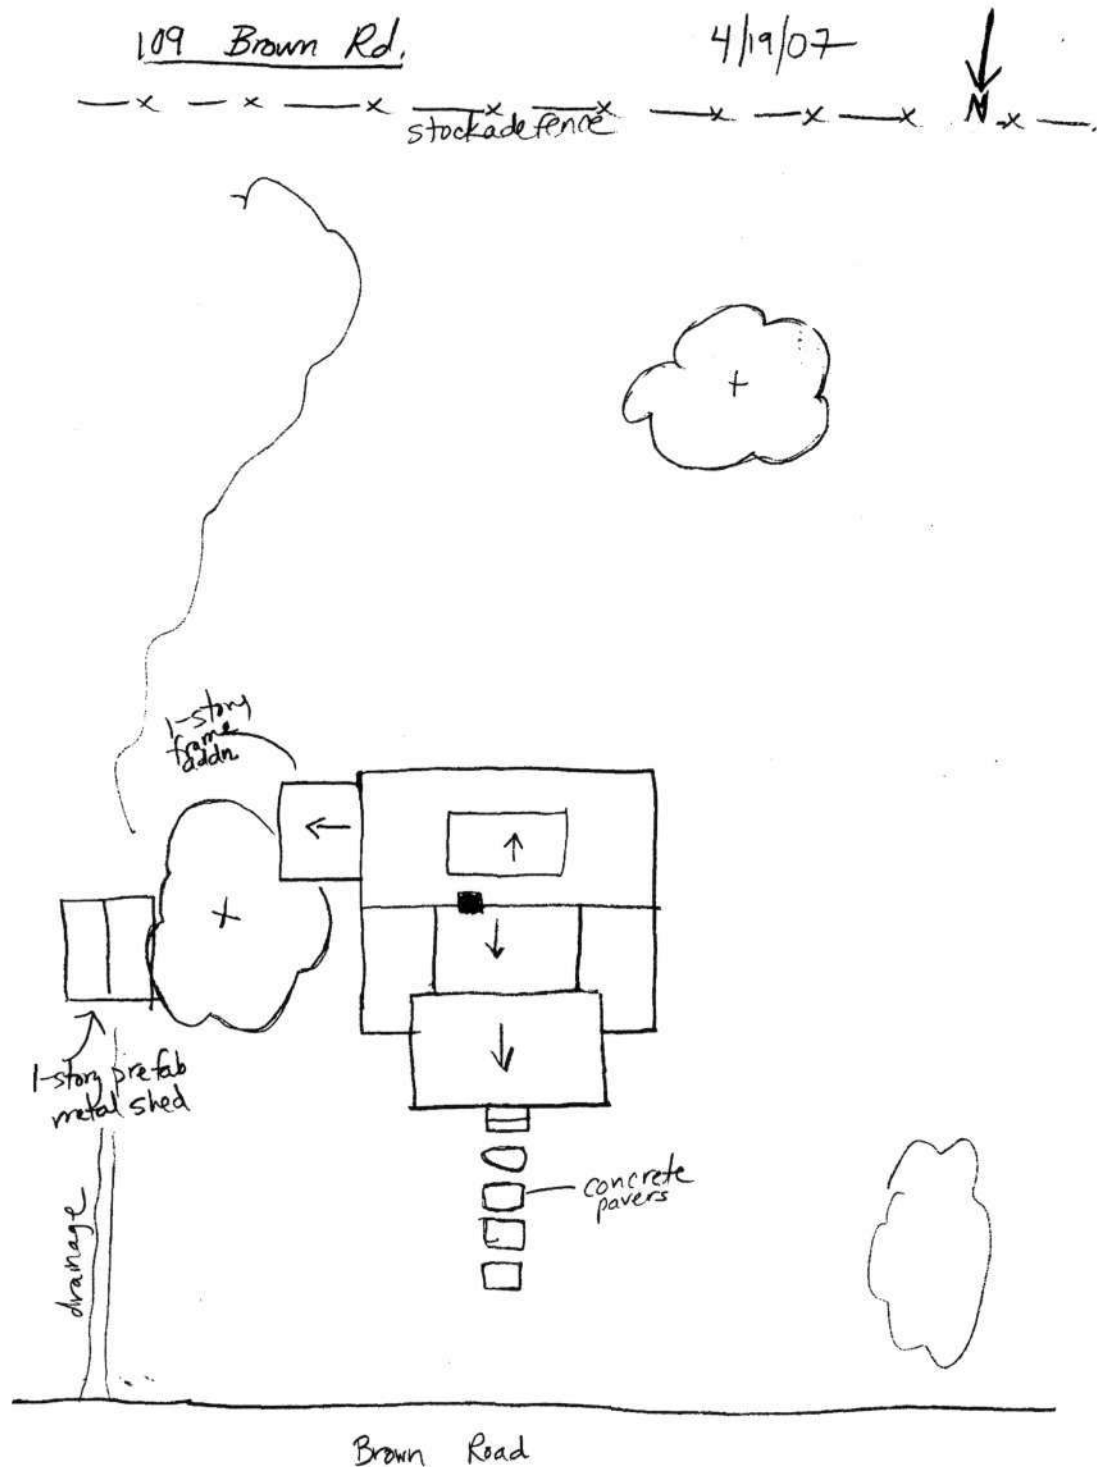 109 Brown Rd.
4/19/07
N
stockade fence
1-story
frame
addn.
1-story prefab
metal shed
concrete
pavers
drainage
Brown Road